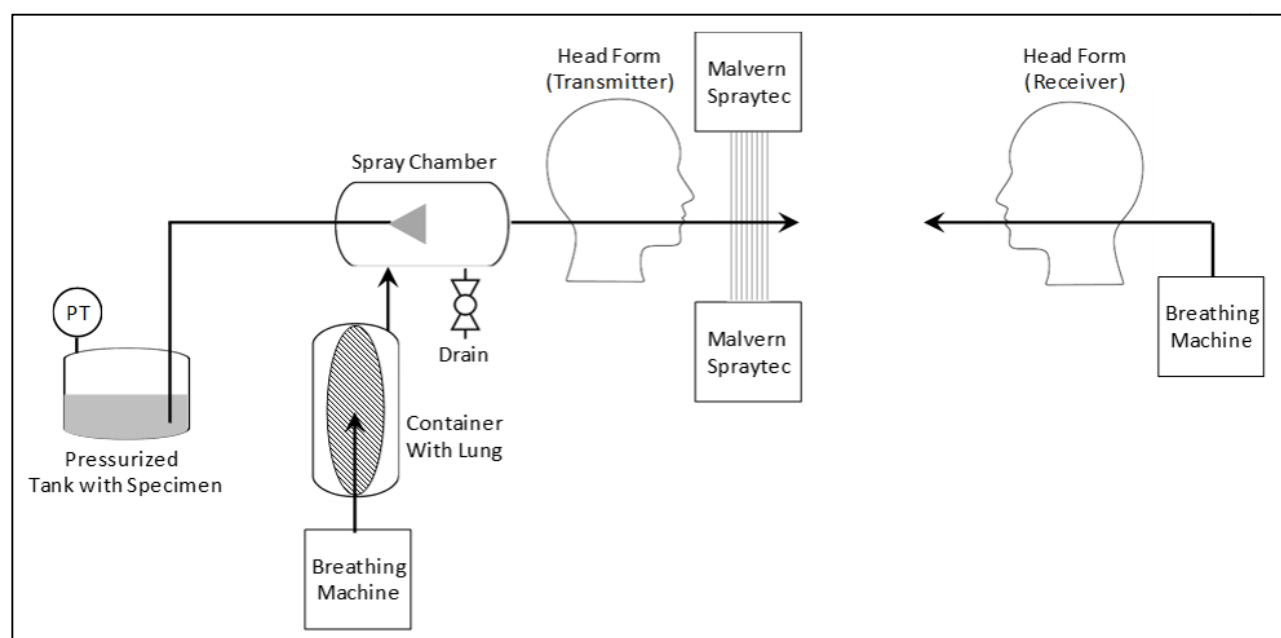 Head Form
(Transmitter)
Malvern
Spraytec
Head Form
(Receiver)
Spray Chamber
PT
Drain
Malvern
Spraytec
Breathing
Machine
Container
With Lung
Pressurized
Tank with Specimen
Breathing
Machine